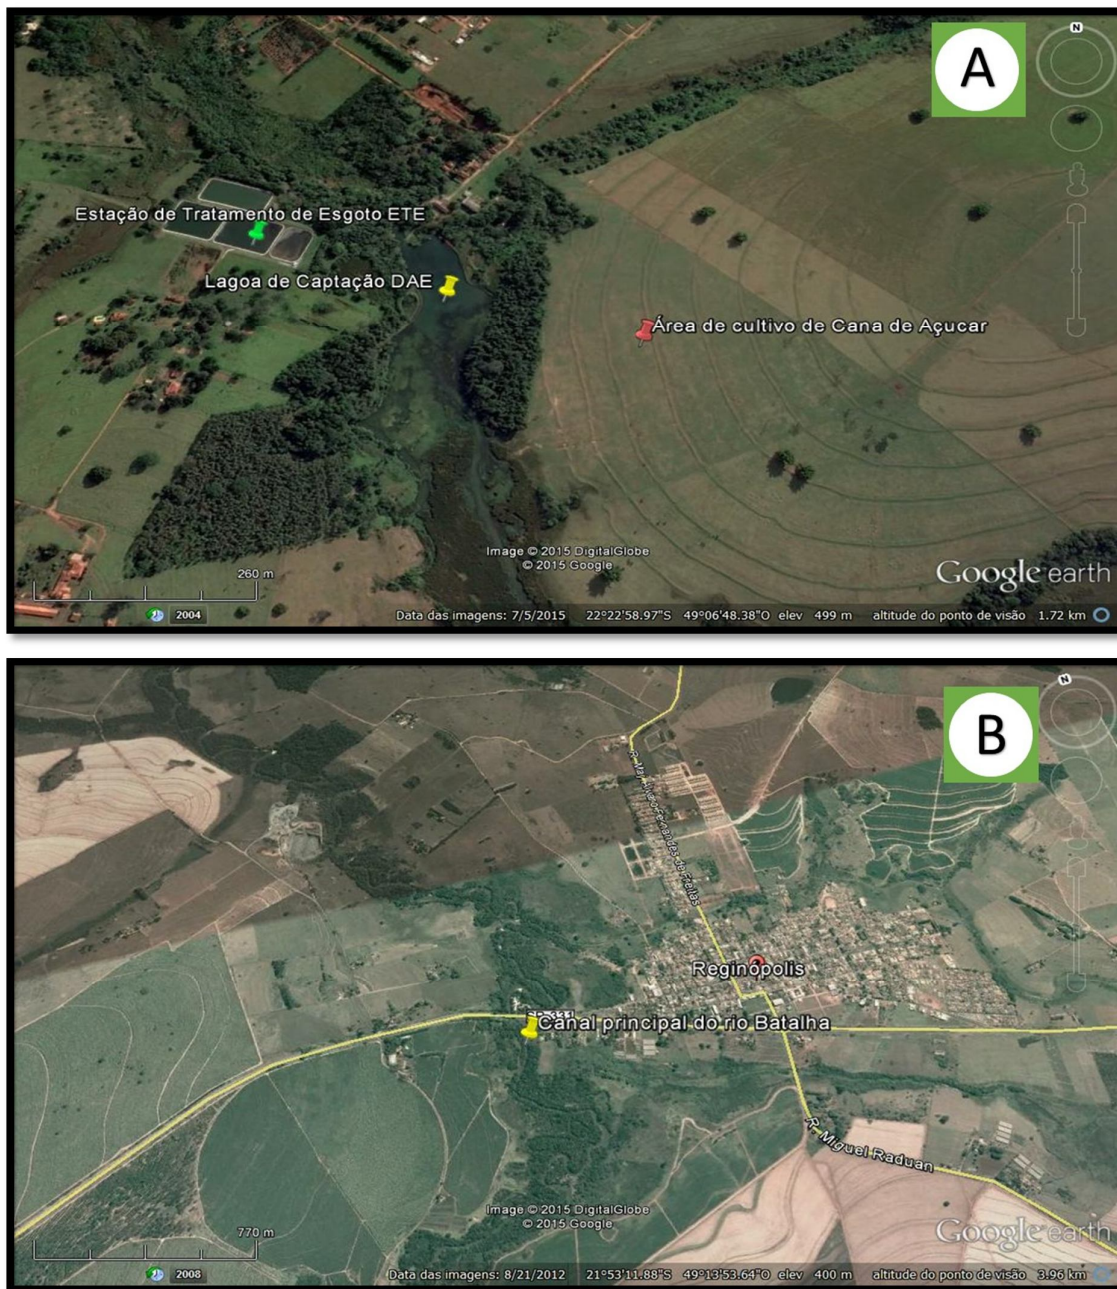 A
N
Estação de Tratamento de Esgoto ETE
Lagoa de Captação DAE
Área de cultivo de Cana de Açucar
Image © 2015 DigitalGlobe
© 2015 Google
Google earth
260 m
2004
Data das imagens: 7/5/2015 22°22'58.97"S 49°06'48.38"O elev 499 m altitude do ponto de visão 1.72 km
B
N
Reginópolis
Canal principal do rio Batalha
R. Miguel Raduan
Image © 2015 DigitalGlobe
© 2015 Google
Google earth
770 m
2008
Data das imagens: 8/21/2012 21°53'11.88"S 49°13'53.64"O elev 400 m altitude do ponto de visão 3.96 km